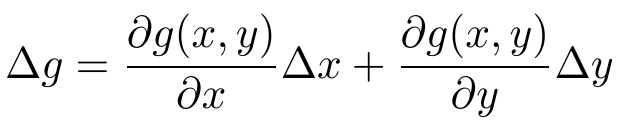 Δg = ∂g(x, y)/∂x Δx + ∂g(x, y)/∂y Δy